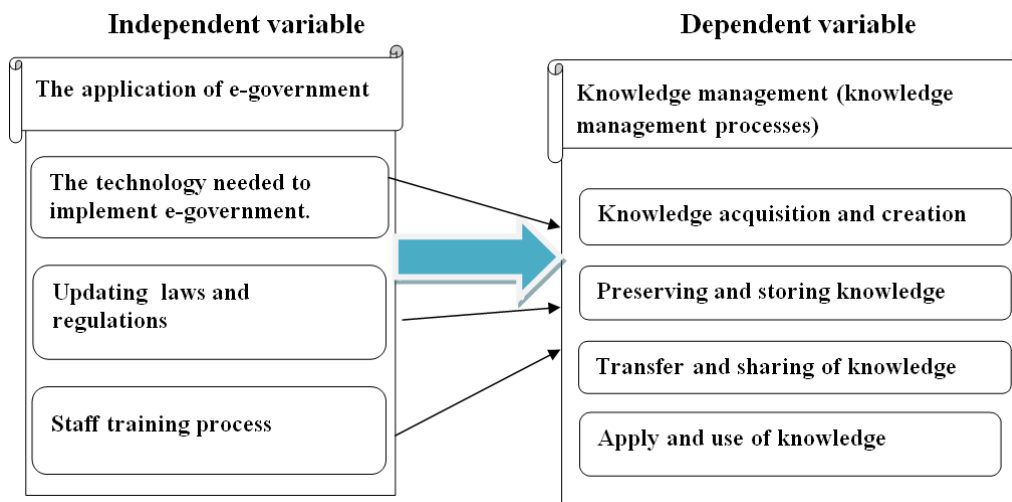 Independent variable
The application of e-government
The technology needed to
implement e-government.
Updating laws and
regulations
Staff training process
Dependent variable
Knowledge management (knowledge
management processes)
Knowledge acquisition and creation
Preserving and storing knowledge
Transfer and sharing of knowledge
Apply and use of knowledge